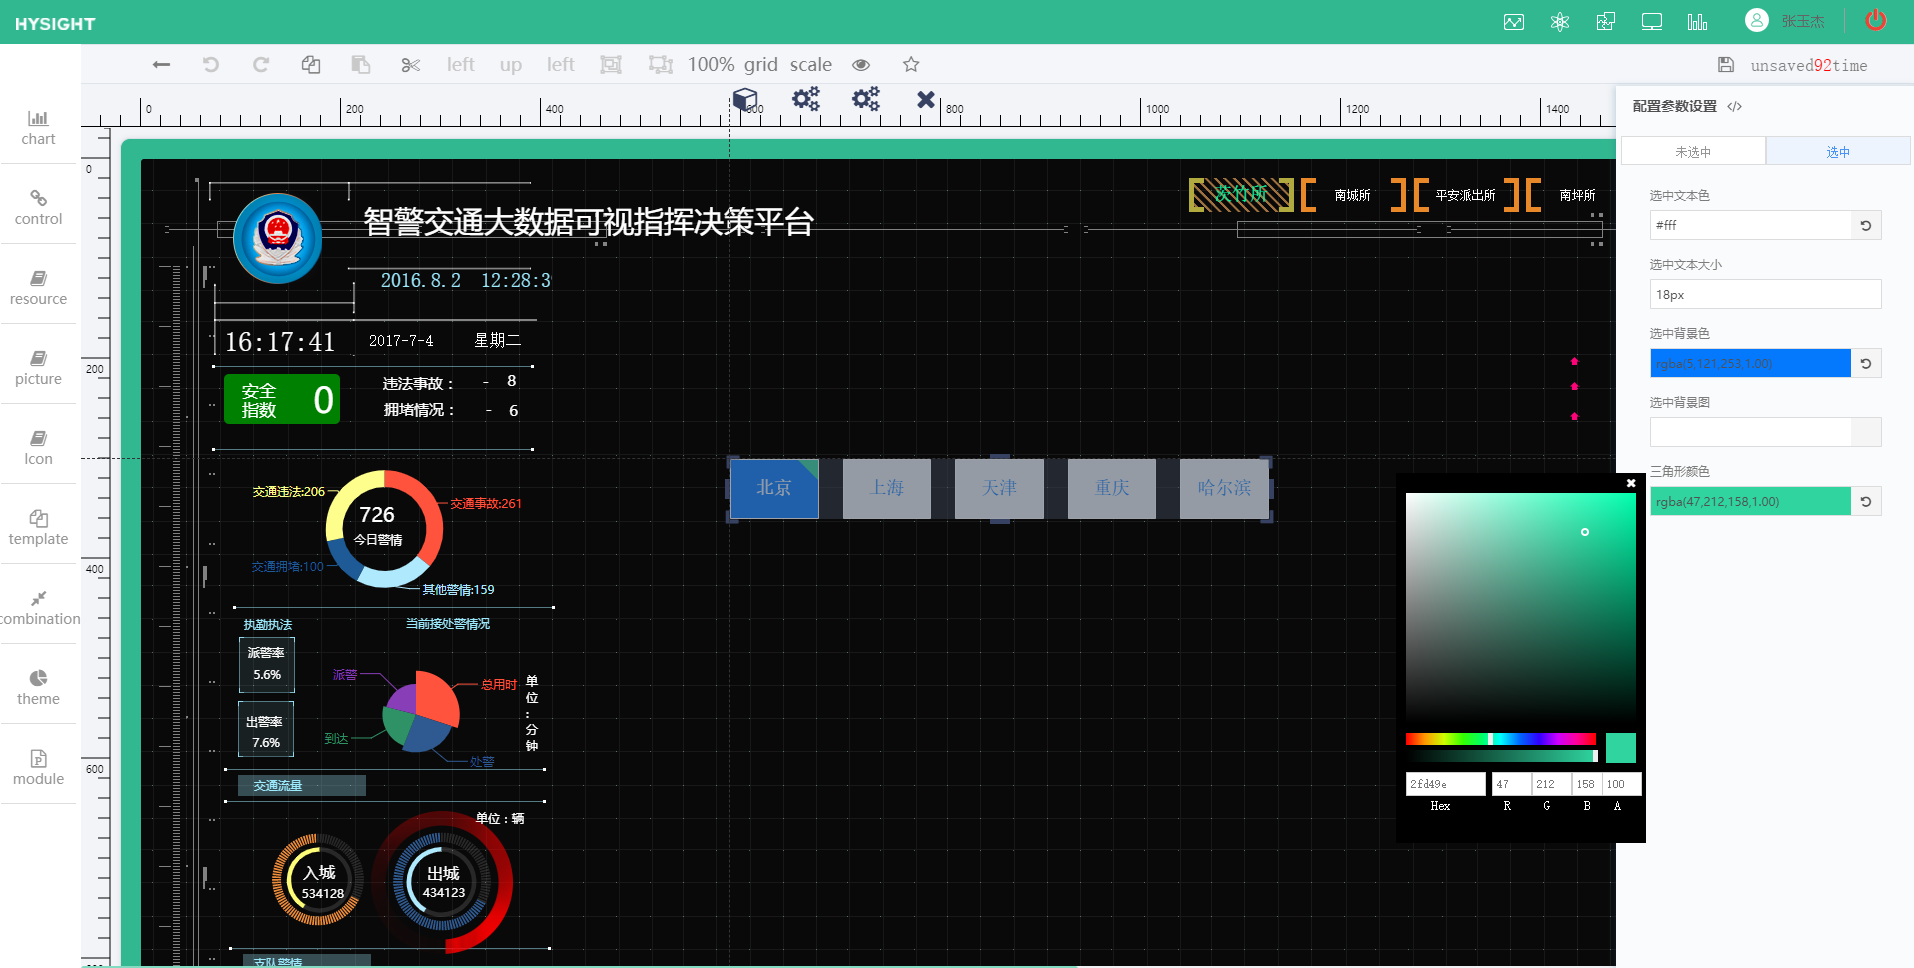 HYSIGHT
张玉杰
left
up
left
100%
grid
scale
unsaved92time
chart
control
resource
picture
Icon
template
combination
theme
module
0
200
400
600
800
1000
1200
1400
0
200
400
600
智警交通大数据可视指挥决策平台
茨竹所
南城所
平安派出所
南坪所
2016.8.2 12:28:3
16:17:41
2017-7-4
星期二
安全
指数
0
违法事故：
- 8
拥堵情况：
- 6
交通违法:206
交通事故:261
726
今日警情
交通拥堵:100
其他警情:159
执勤执法
当前接处警情况
派警率
5.6%
出警率
7.6%
派警
总用时
到达
处警
单
位
:
分
钟
交通流量
单位：辆
入城
534128
出城
434123
支队警情
北京
上海
天津
重庆
哈尔滨
配置参数设置 </>
未选中
选中
选中文本色
#fff
选中文本大小
18px
选中背景色
rgba(5,121,253,1.00)
选中背景图
三角形颜色
rgba(47,212,158,1.00)
2fd49e
47
212
158
100
Hex
R
G
B
A